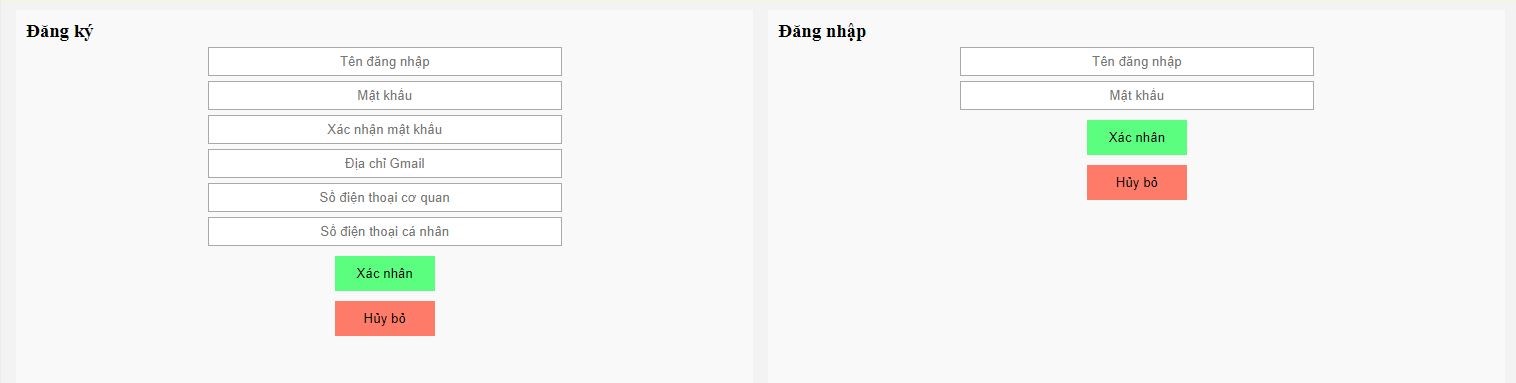 Đăng ký
Tên đăng nhập
Mật khẩu
Xác nhận mật khẩu
Địa chỉ Gmail
Số điện thoại cơ quan
Số điện thoại cá nhân
Xác nhân
Hủy bỏ
Đăng nhập
Tên đăng nhập
Mật khẩu
Xác nhân
Hủy bỏ